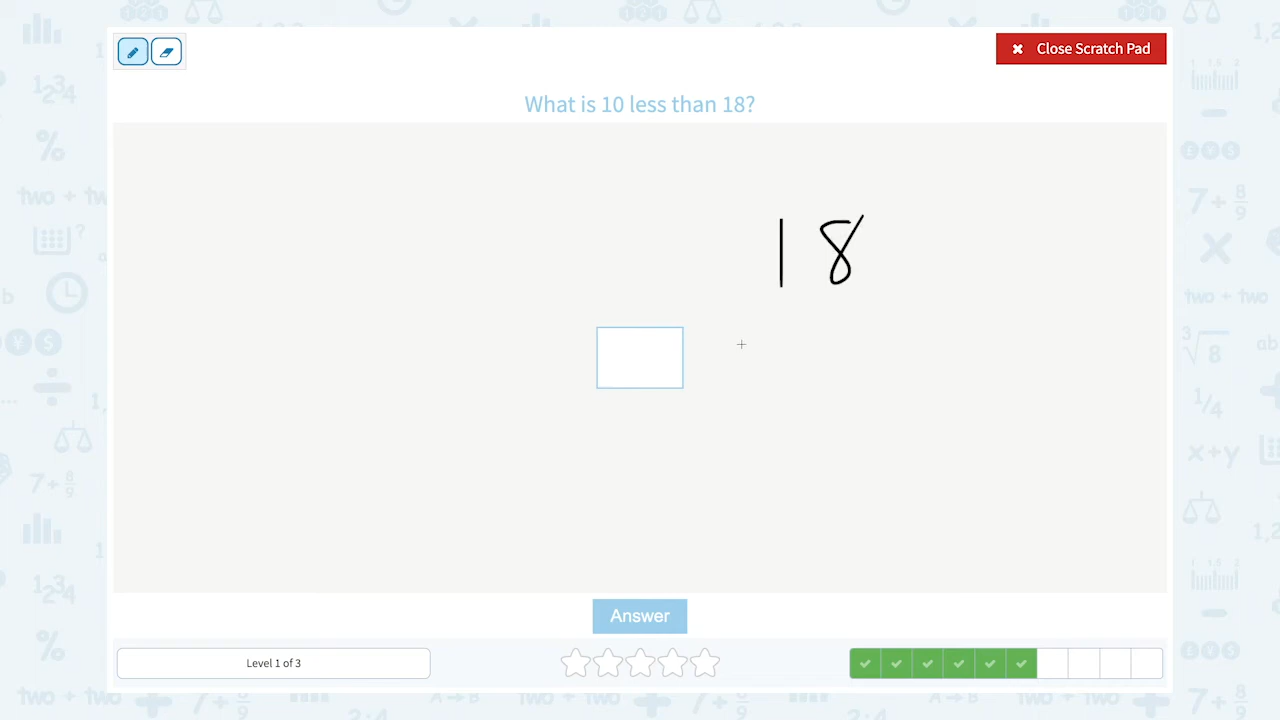 Close Scratch Pad
What is 10 less than 18?
18
Answer
Level 1 of 3